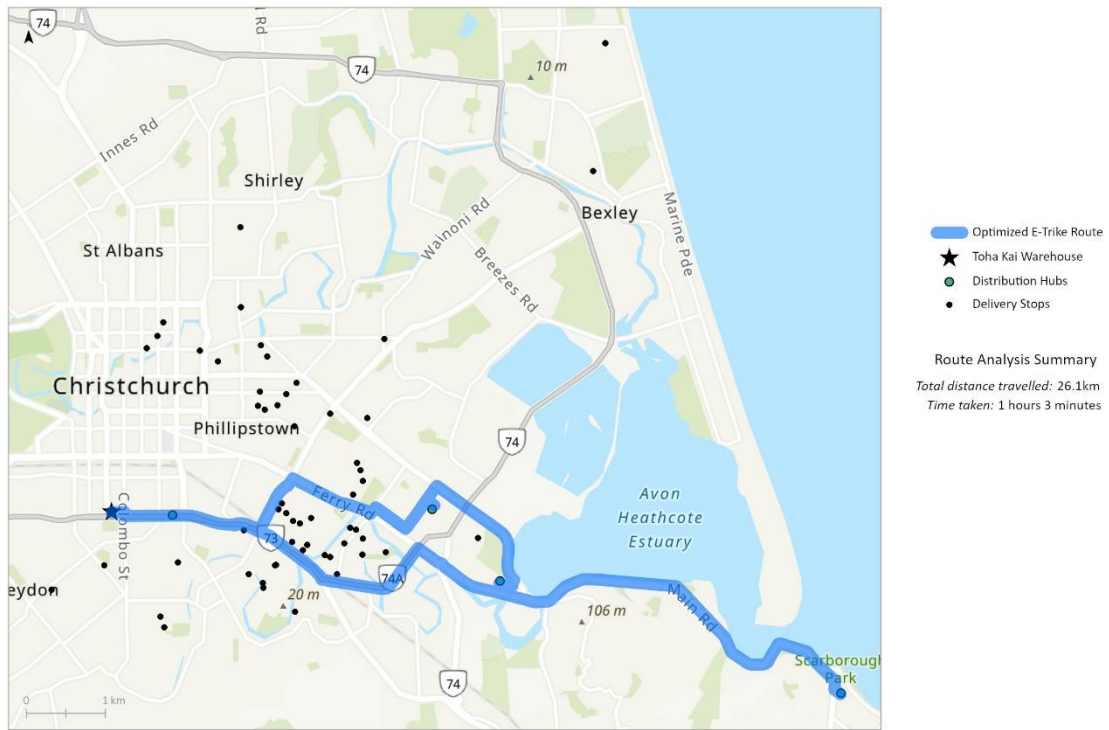 74
l Rd
74
10 m
Innes Rd
Shirley
Bexley
St Albans
Wainoni Rd
Breezes Rd
Marine Pde
Christchurch
Phillipstown
74
Ferry Rd
Avon
Heathcote
Estuary
Colombo St
73
74A
eydon
20 m
106 m
Main Rd
74
Scarborough
Park
0 1 km
Optimized E-Trike Route
Toha Kai Warehouse
Distribution Hubs
Delivery Stops
Route Analysis Summary
Total distance travelled: 26.1km
Time taken: 1 hours 3 minutes